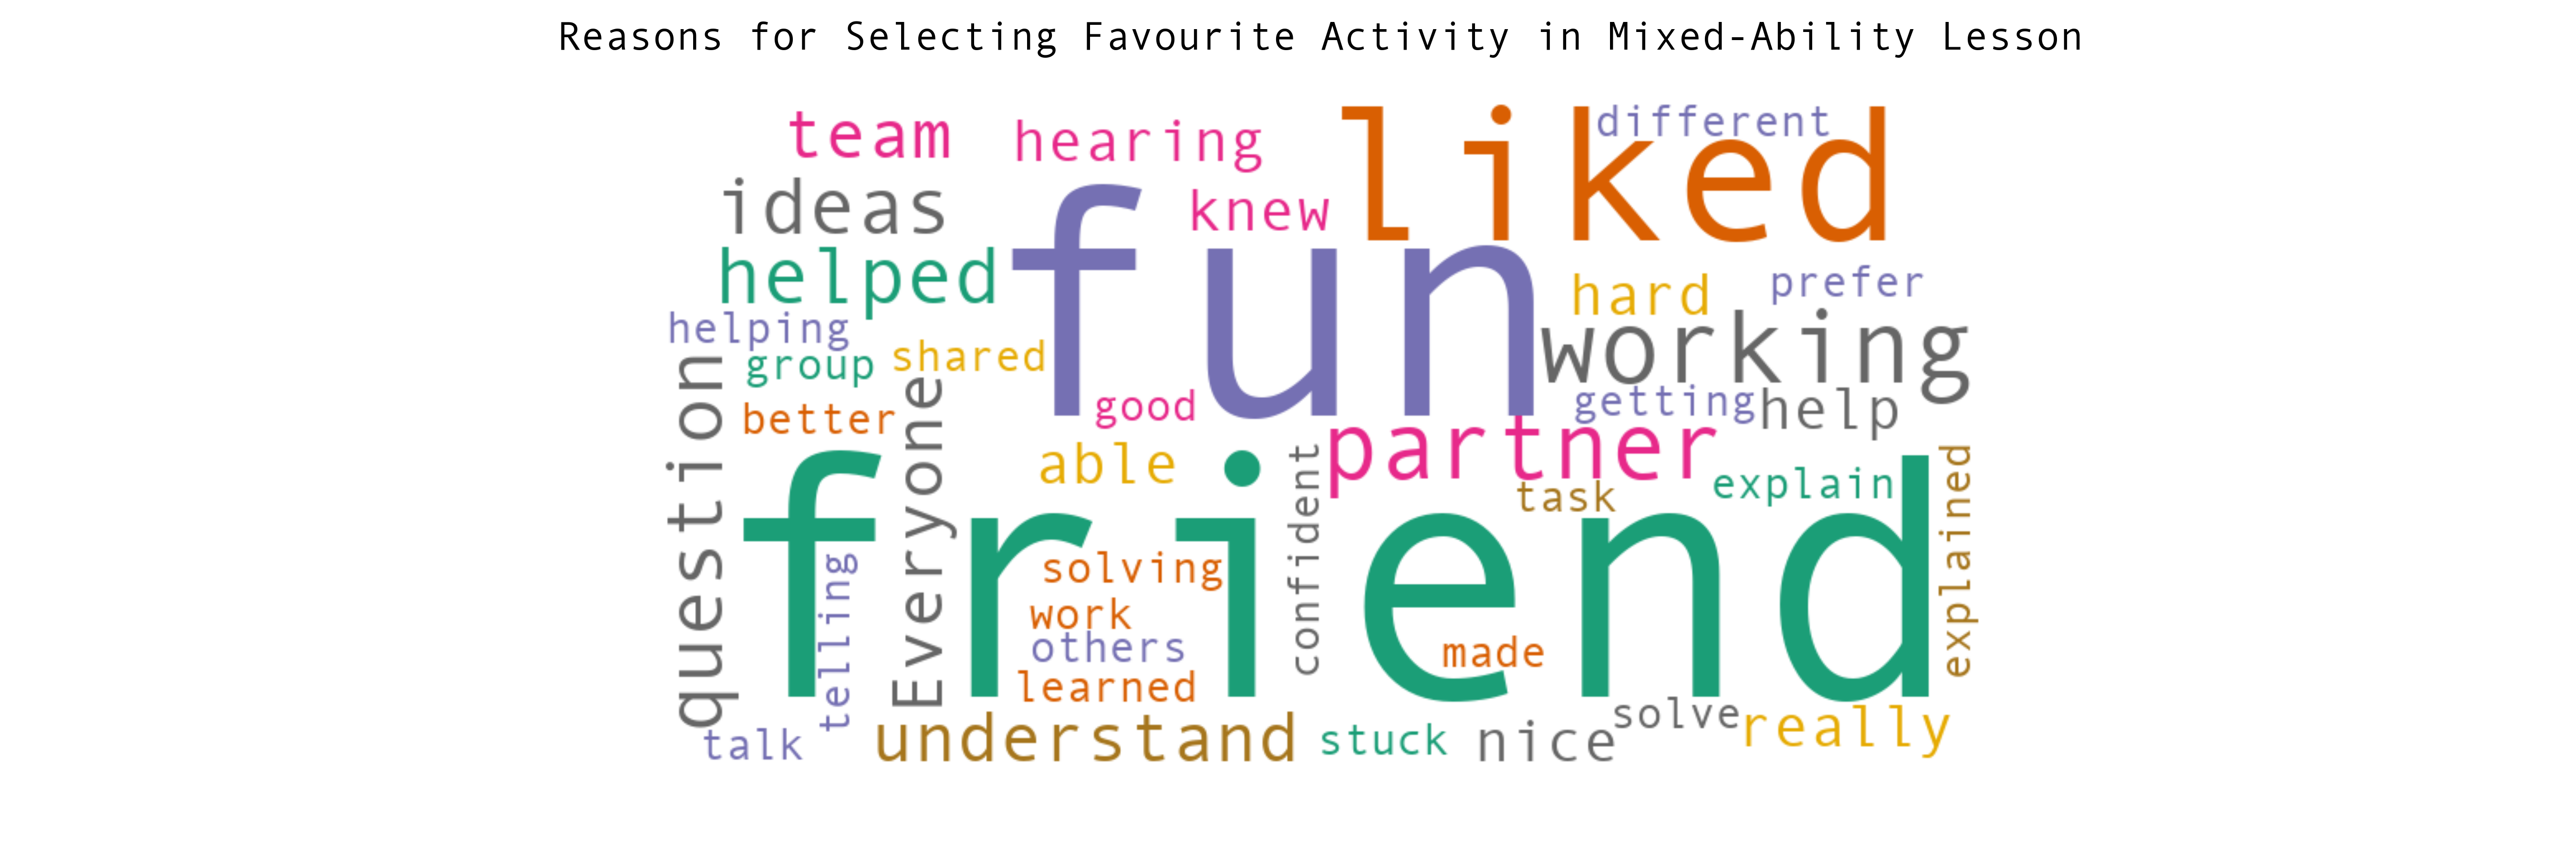 Reasons for Selecting Favourite Activity in Mixed-Ability Lesson
team
hearing
liked
different
ideas
knew
fun
helped
hard
prefer
helping
working
group
shared
question
Everyone
better
good
getting
help
partner
able
confident
task
explain
explained
friend
telling
solving
work
others
made
learned
talk
understand
stuck
nice
solve
really